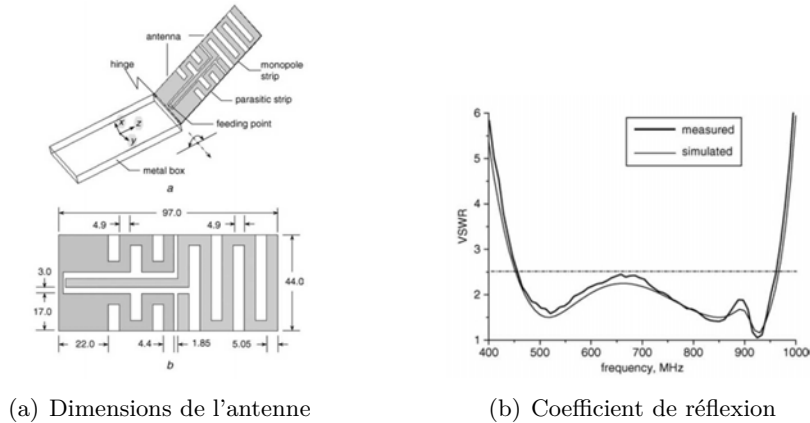 antenna
hinge
monopole
strip
parasitic strip
feeding point
x
z
y
metal box
a
97.0
4.9
4.9
3.0
44.0
17.0
22.0
4.4
1.85
5.05
b
6
5
4
3
2
1
VSWR
measured
simulated
400
500
600
700
800
900
1000
frequency, MHz
(a) Dimensions de l'antenne
(b) Coefficient de réflexion